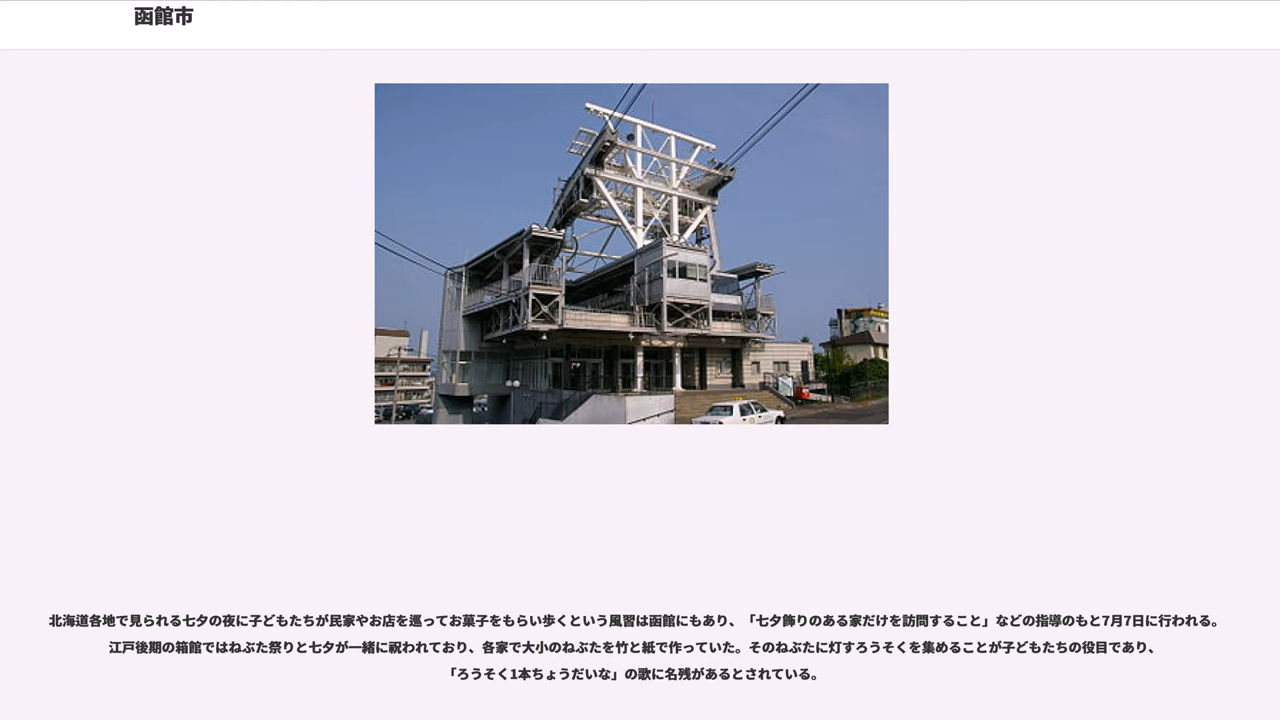 函館市
北海道各地で見られる七夕の夜に子どもたちが民家やお店を巡ってお菓子をもらい歩くという風習は函館にもあり、「七夕飾りのある家だけを訪問すること」などの指導のもと7月7日に行われる。
江戸後期の箱館ではねぶた祭りと七夕が一緒に祝われており、各家で大小のねぶたを竹と紙で作っていた。そのねぶたに灯すろうそくを集めることが子どもたちの役目であり、
「ろうそく1本ちょうだいな」の歌に名残があるとされている。